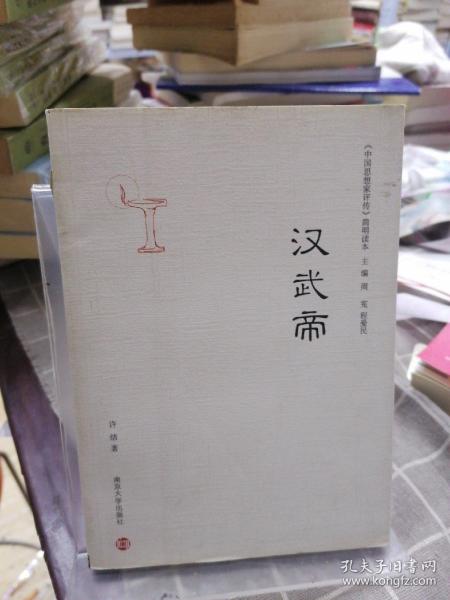 《中国思想家评传》简明读本 主编 周 宪 程爱民
汉武帝
许结 著
南京大学出版社
孔夫子旧书网
www.kongfz.com